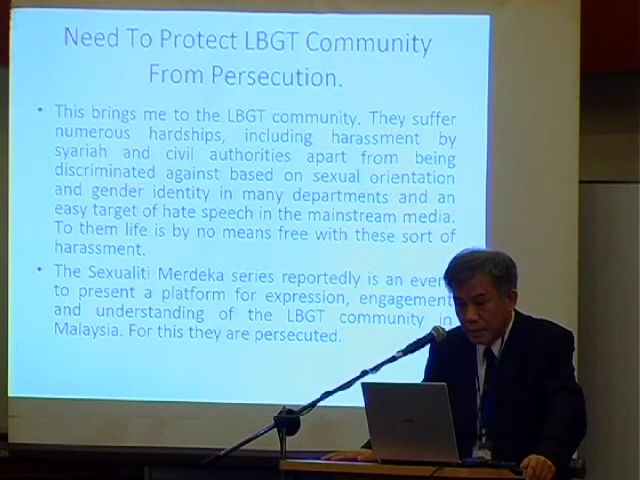 Need To Protect LBGT Community
From Persecution.
• This brings me to the LBGT community. They suffer
numerous hardships, including harassment by
syariah and civil authorities apart from being
discriminated against based on sexual orientation
and gender identity in many departments and an
easy target of hate speech in the mainstream media.
To them life is by no means free with these sort of
harassment.
• The Sexualiti Merdeka series reportedly is an even
to present a platform for expression, engagement
and understanding of the LBGT community in
Malaysia. For this they are persecuted.